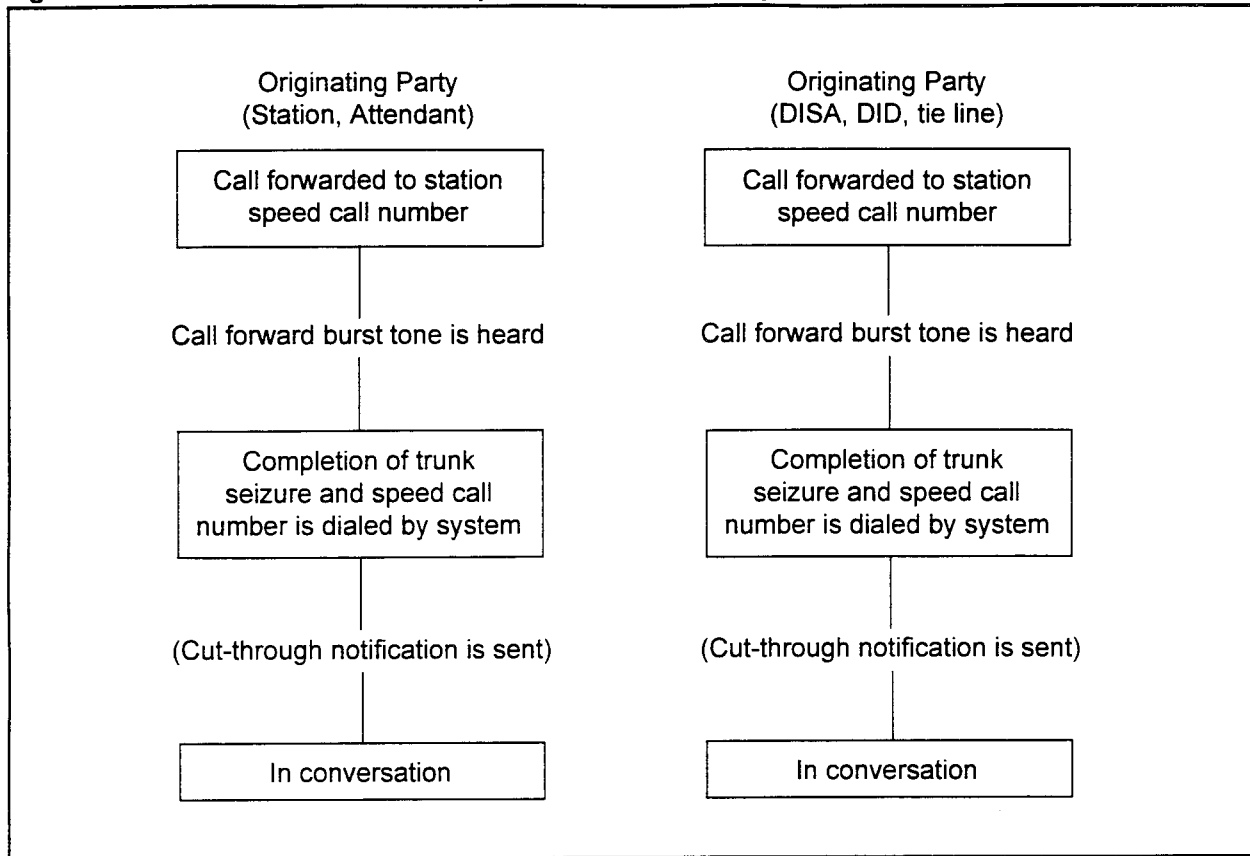 Originating Party
(Station, Attendant)
Call forwarded to station
speed call number
Call forward burst tone is heard
Completion of trunk
seizure and speed call
number is dialed by system
(Cut-through notification is sent)
In conversation
Originating Party
(DISA, DID, tie line)
Call forwarded to station
speed call number
Call forward burst tone is heard
Completion of trunk
seizure and speed call
number is dialed by system
(Cut-through notification is sent)
In conversation